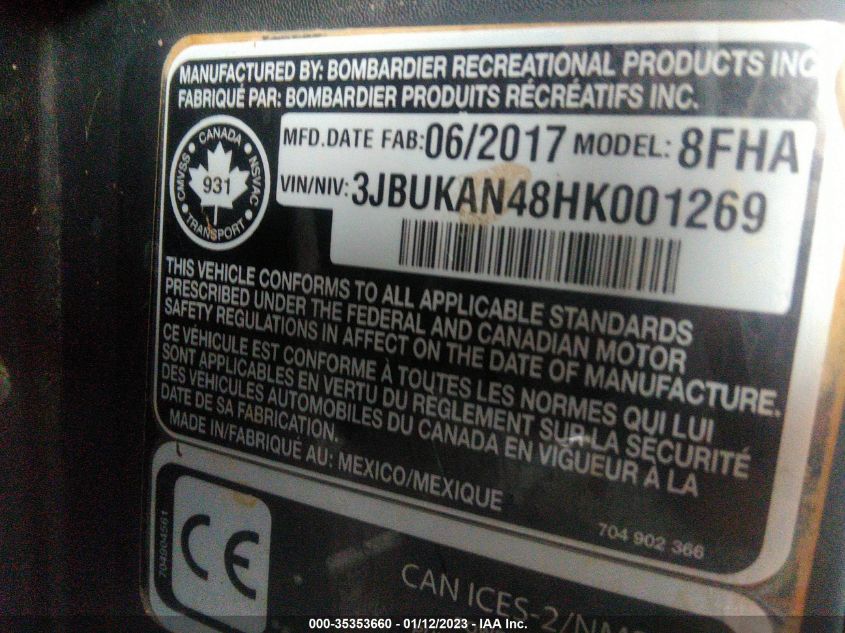 MANUFACTURED BY: BOMBARDIER RECREATIONAL PRODUCTS INC
FABRIQUÉ PAR: BOMBARDIER PRODUITS RÉCRÉATIFS INC.
CANADA
CMVSS
NSVAC
931
TRANSPORT
MFD.DATE FAB: 06/2017 MODEL: 8FHA
VIN/NIV: 3JBUKAN48HK001269
THIS VEHICLE CONFORMS TO ALL APPLICABLE STANDARDS
PRESCRIBED UNDER THE FEDERAL AND CANADIAN MOTOR
SAFETY REGULATIONS IN AFFECT ON THE DATE OF MANUFACTURE.
CE VÉHICULE EST CONFORME À TOUTES LES NORMES QUI LUI
SONT APPLICABLES EN VERTU DU RÈGLEMENT SUR LA SÉCURITÉ
DES VÉHICULES AUTOMOBILES DU CANADA EN VIGUEUR À LA
DATE DE SA FABRICATION.
MADE IN/FABRIQUÉ AU: MEXICO/MEXIQUE
704 902 366
704904561
CE
CAN ICES-2/
000-35353660 - 01/12/2023 - IAA Inc.